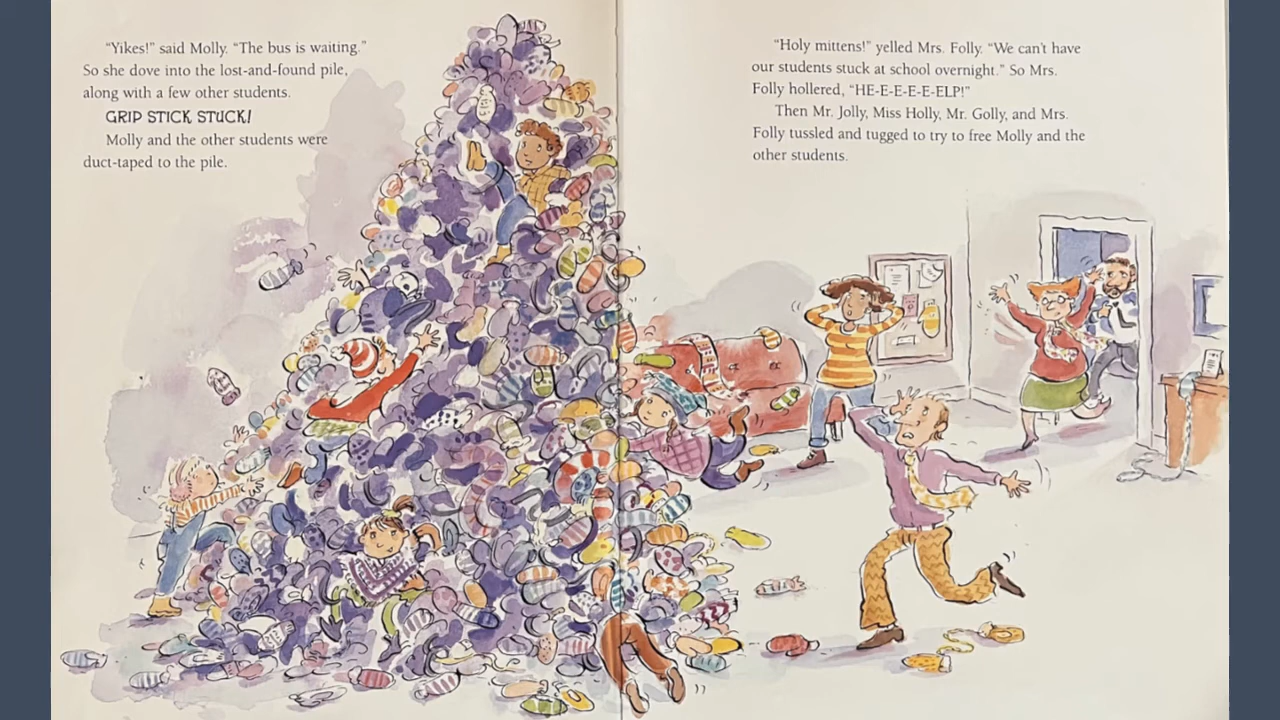 “Yikes!” said Molly. “The bus is waiting.”
So she dove into the lost-and-found pile,
along with a few other students.
GRIP STICK STUCK!
Molly and the other students were
duct-taped to the pile.
“Holy mittens!” yelled Mrs. Folly. “We can’t have
our students stuck at school overnight.” So Mrs.
Folly hollered, “HE-E-E-E-E-ELP!”
Then Mr. Jolly, Miss Holly, Mr. Golly, and Mrs.
Folly tussled and tugged to try to free Molly and the
other students.